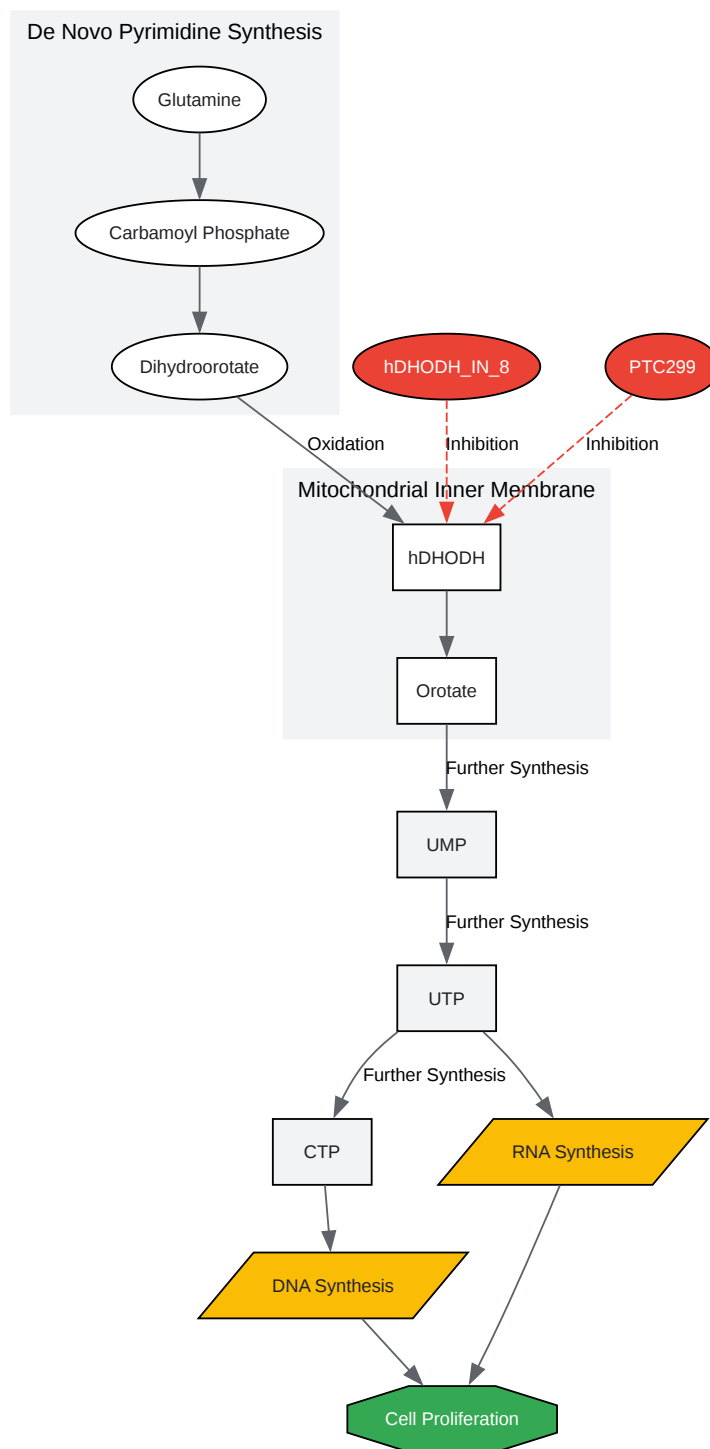 De Novo Pyrimidine Synthesis
Glutamine
Carbamoyl Phosphate
Dihydroorotate
hDHODH_IN_8
PTC299
Oxidation
Inhibition
Inhibition
Mitochondrial Inner Membrane
hDHODH
Orotate
Further Synthesis
UMP
Further Synthesis
UTP
Further Synthesis
CTP
RNA Synthesis
DNA Synthesis
Cell Proliferation